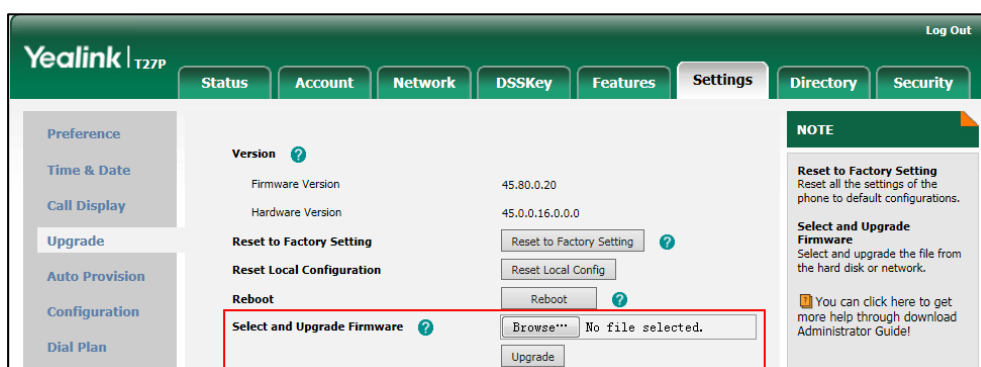 Log Out
Yealink | T27P
Status Account Network DSSKey Features Settings Directory Security
Preference
Time & Date
Call Display
Upgrade
Auto Provision
Configuration
Dial Plan
Version ?
Firmware Version 45.80.0.20
Hardware Version 45.0.0.16.0.0.0
Reset to Factory Setting Reset to Factory Setting ?
Reset Local Configuration Reset Local Config
Reboot Reboot ?
Select and Upgrade Firmware ? Browse··· No file selected.
Upgrade
NOTE
Reset to Factory Setting
Reset all the settings of the
phone to default configurations.
Select and Upgrade
Firmware
Select and upgrade the file from
the hard disk or network.
? You can click here to get
more help through download
Administrator Guide!